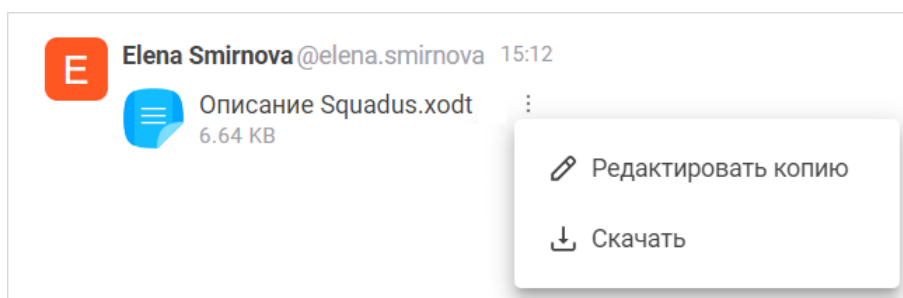 E
Elena Smirnova @elena.smirnova 15:12
Описание Squadus.xodt
6.64 KB
Редактировать копию
Скачать